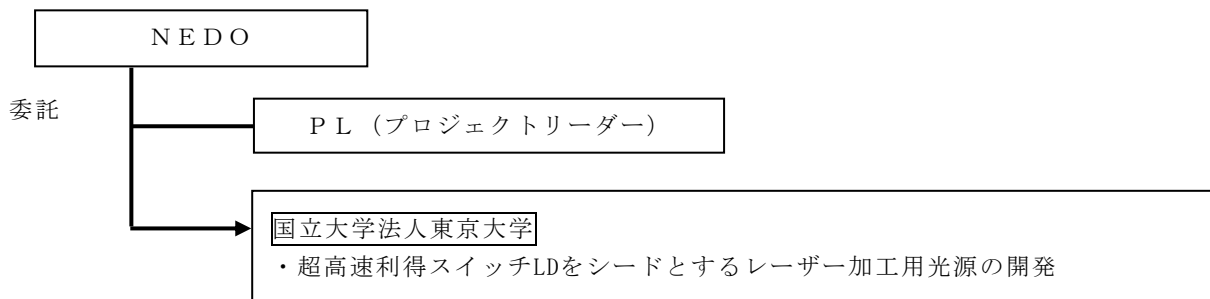 ＮＥＤＯ
委託
ＰＬ（プロジェクトリーダー）
国立大学法人東京大学
・超高速利得スイッチLDをシードとするレーザー加工用光源の開発